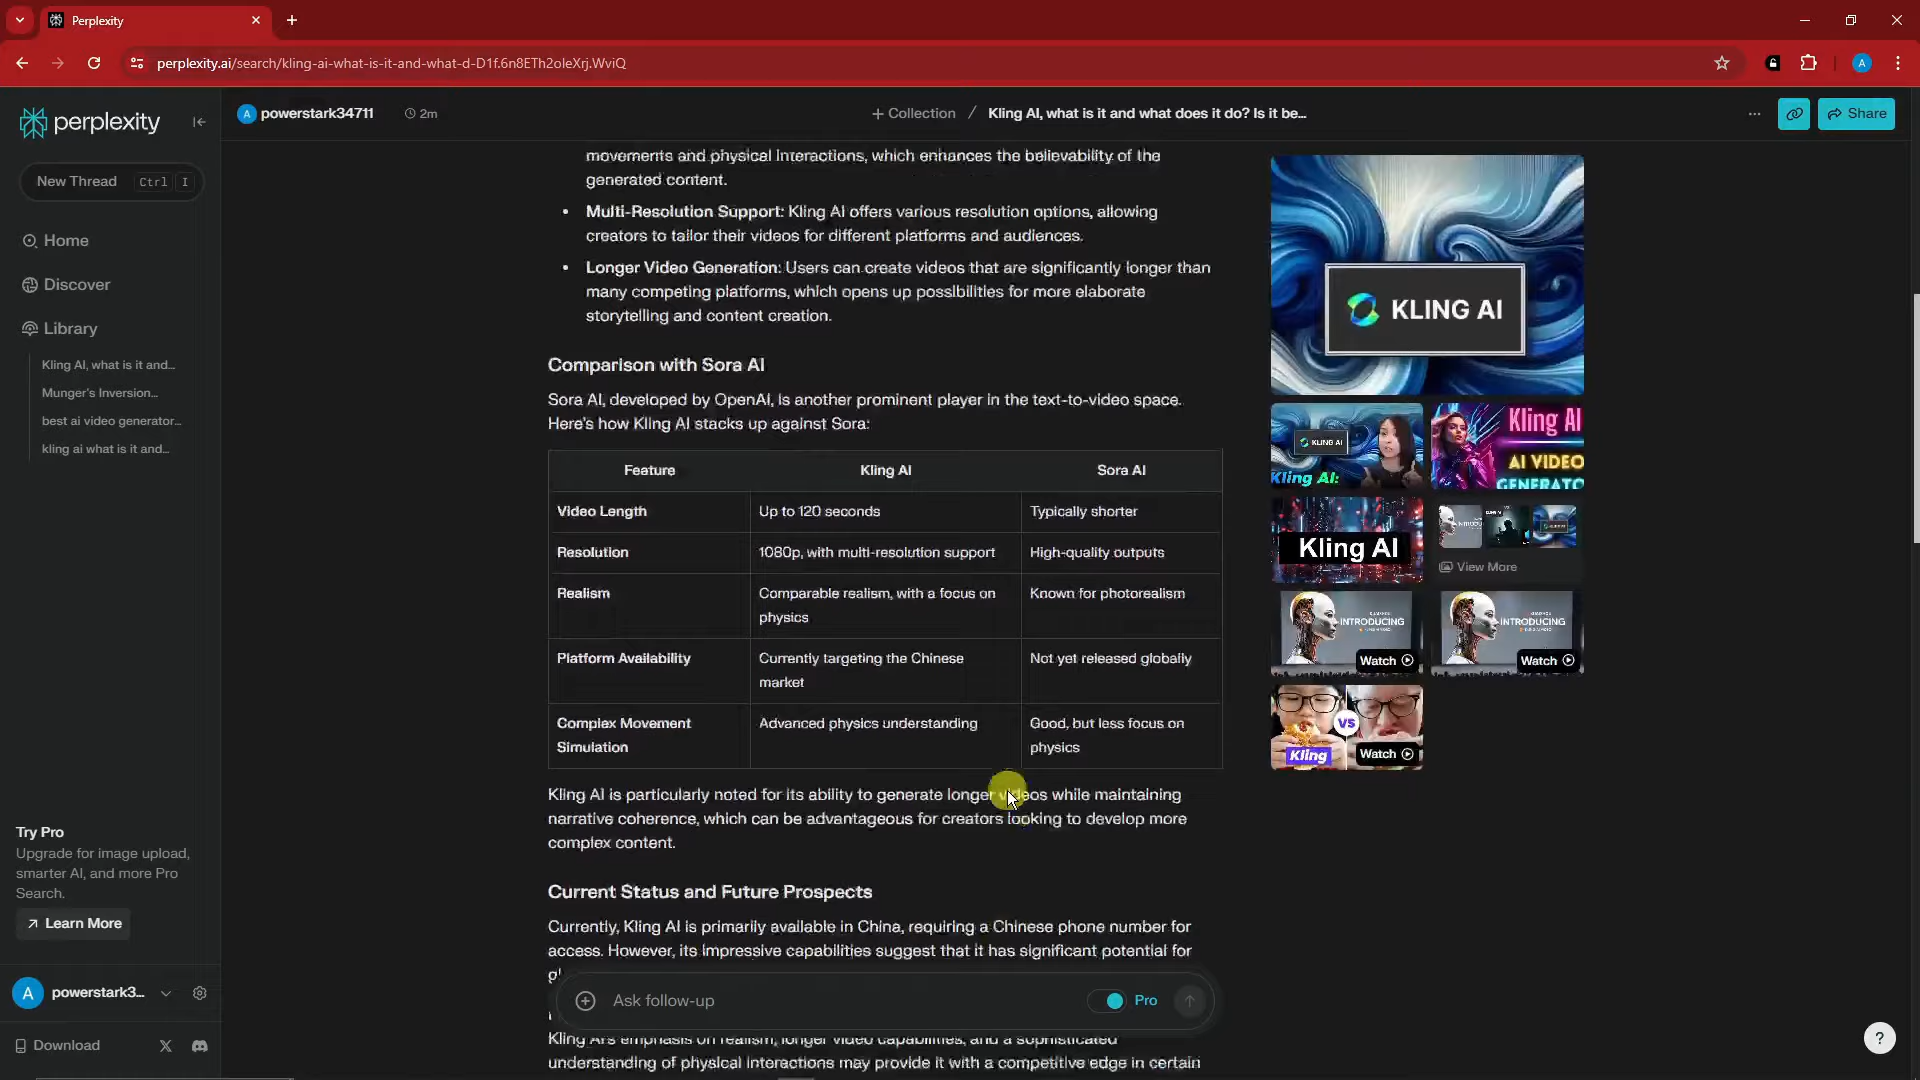 Perplexity
perplexity.ai/search/kling-ai-what-is-it-and-what-d-D1f.6n8ETh2oleXrj.WviQ
A
perplexity
New Thread Ctrl I
Home
Discover
Library
Kling AI, what is it and...
Munger's Inversion...
best ai video generator...
kling ai what is it and...
Try Pro
Upgrade for image upload,
smarter AI, and more Pro
Search.
Learn More
A powerstark3...
Download
A powerstark34711 2m
+ Collection / Kling AI, what is it and what does it do? Is it be...
Share
movements and physical interactions, which enhances the believability of the
generated content.
• Multi-Resolution Support: Kling AI offers various resolution options, allowing
creators to tailor their videos for different platforms and audiences.
• Longer Video Generation: Users can create videos that are significantly longer than
many competing platforms, which opens up possibilities for more elaborate
storytelling and content creation.
Comparison with Sora AI
Sora AI, developed by OpenAI, is another prominent player in the text-to-video space.
Here's how Kling AI stacks up against Sora:
Feature Kling AI Sora AI
Video Length Up to 120 seconds Typically shorter
Resolution 1080p, with multi-resolution support High-quality outputs
Realism Comparable realism, with a focus on physics Known for photorealism
Platform Availability Currently targeting the Chinese market Not yet released globally
Complex Movement Simulation Advanced physics understanding Good, but less focus on physics
Kling AI is particularly noted for its ability to generate longer videos while maintaining
narrative coherence, which can be advantageous for creators looking to develop more
complex content.
Current Status and Future Prospects
Currently, Kling AI is primarily available in China, requiring a Chinese phone number for
access. However, its impressive capabilities suggest that it has significant potential for
Ask follow-up Pro
Kling AI's emphasis on realism, longer video capabilities, and a sophisticated
understanding of physical interactions may provide it with a competitive edge in certain
KLING AI
KLING AI
Kling AI:
Kling AI
AI VIDEO
GENERATO
Kling AI
View More
INTRODUCING
Watch
INTRODUCING
Watch
VS
Kling
Watch
?